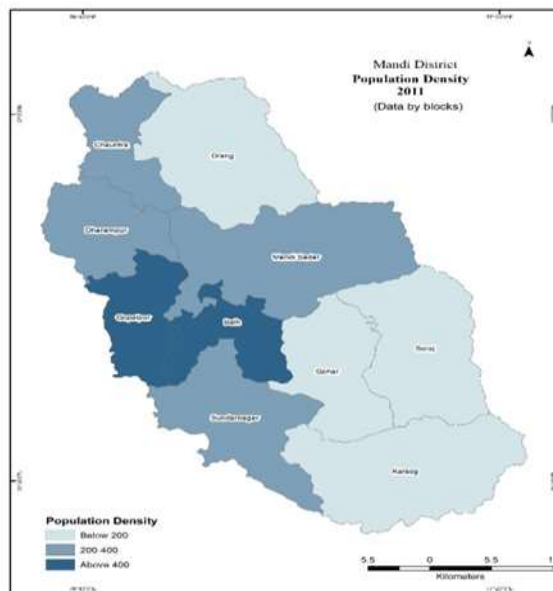 Mandi District
Population Density
2011
(Data by blocks)
Chauntra
Drang
Dharampur
Mandi Sadar
Gopalpur
Balh
Seraj
Gohar
Sundarnagar
Karsog
Population Density
Below 200
200-400
Above 400
5.5 0 5.5
Kilometers